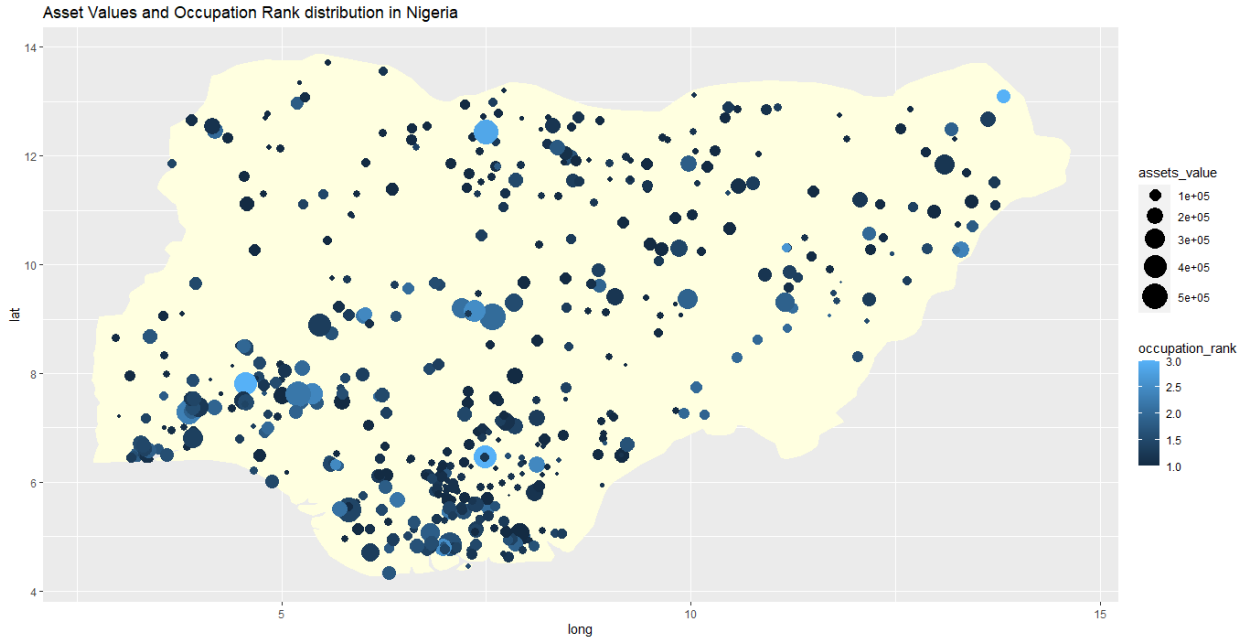 Asset Values and Occupation Rank distribution in Nigeria
14
12
10
8
6
4
lat
5
10
15
long
assets_value
1e+05
2e+05
3e+05
4e+05
5e+05
occupation_rank
3.0
2.5
2.0
1.5
1.0